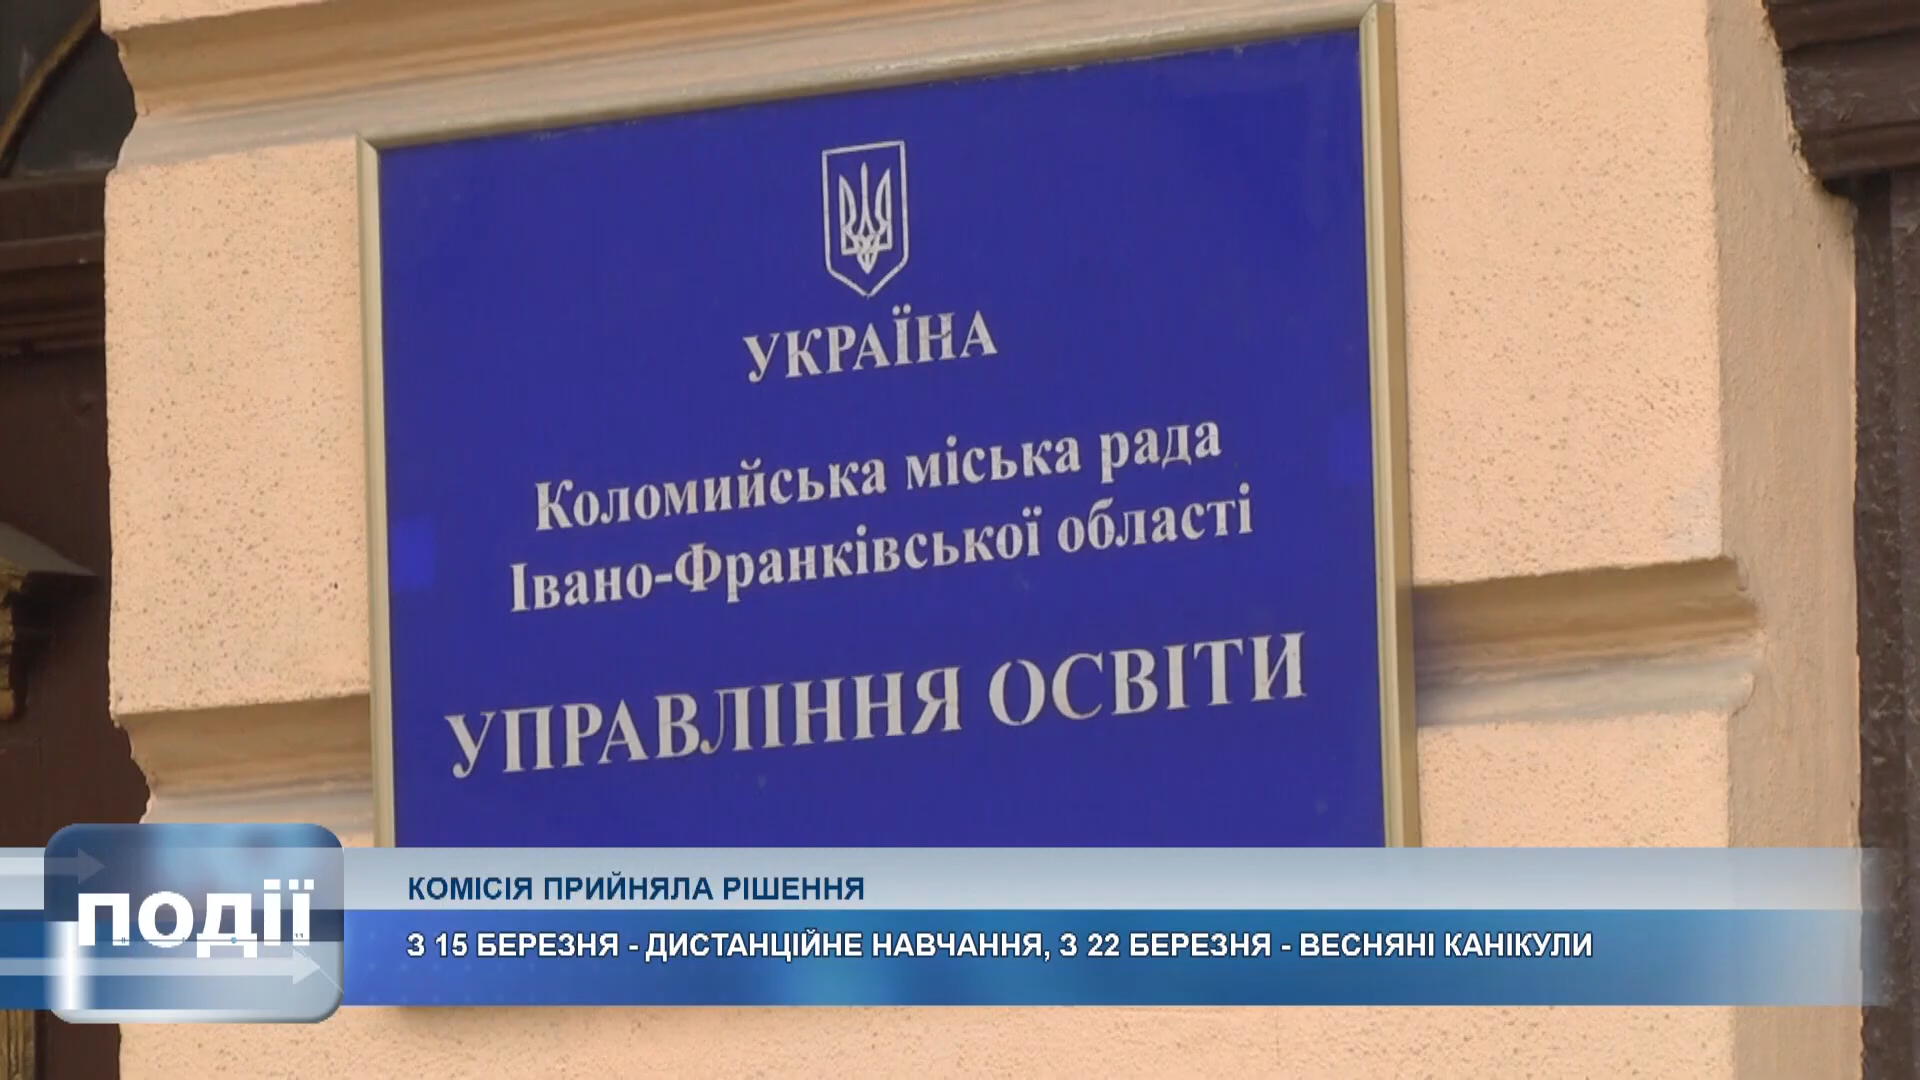 УКРАЇНА
Коломийська міська рада
Івано-Франківської області
УПРАВЛІННЯ ОСВІТИ
КОМІСІЯ ПРИЙНЯЛА РІШЕННЯ
події
З 15 БЕРЕЗНЯ - ДИСТАНЦІЙНЕ НАВЧАННЯ, З 22 БЕРЕЗНЯ - ВЕСНЯНІ КАНІКУЛИ